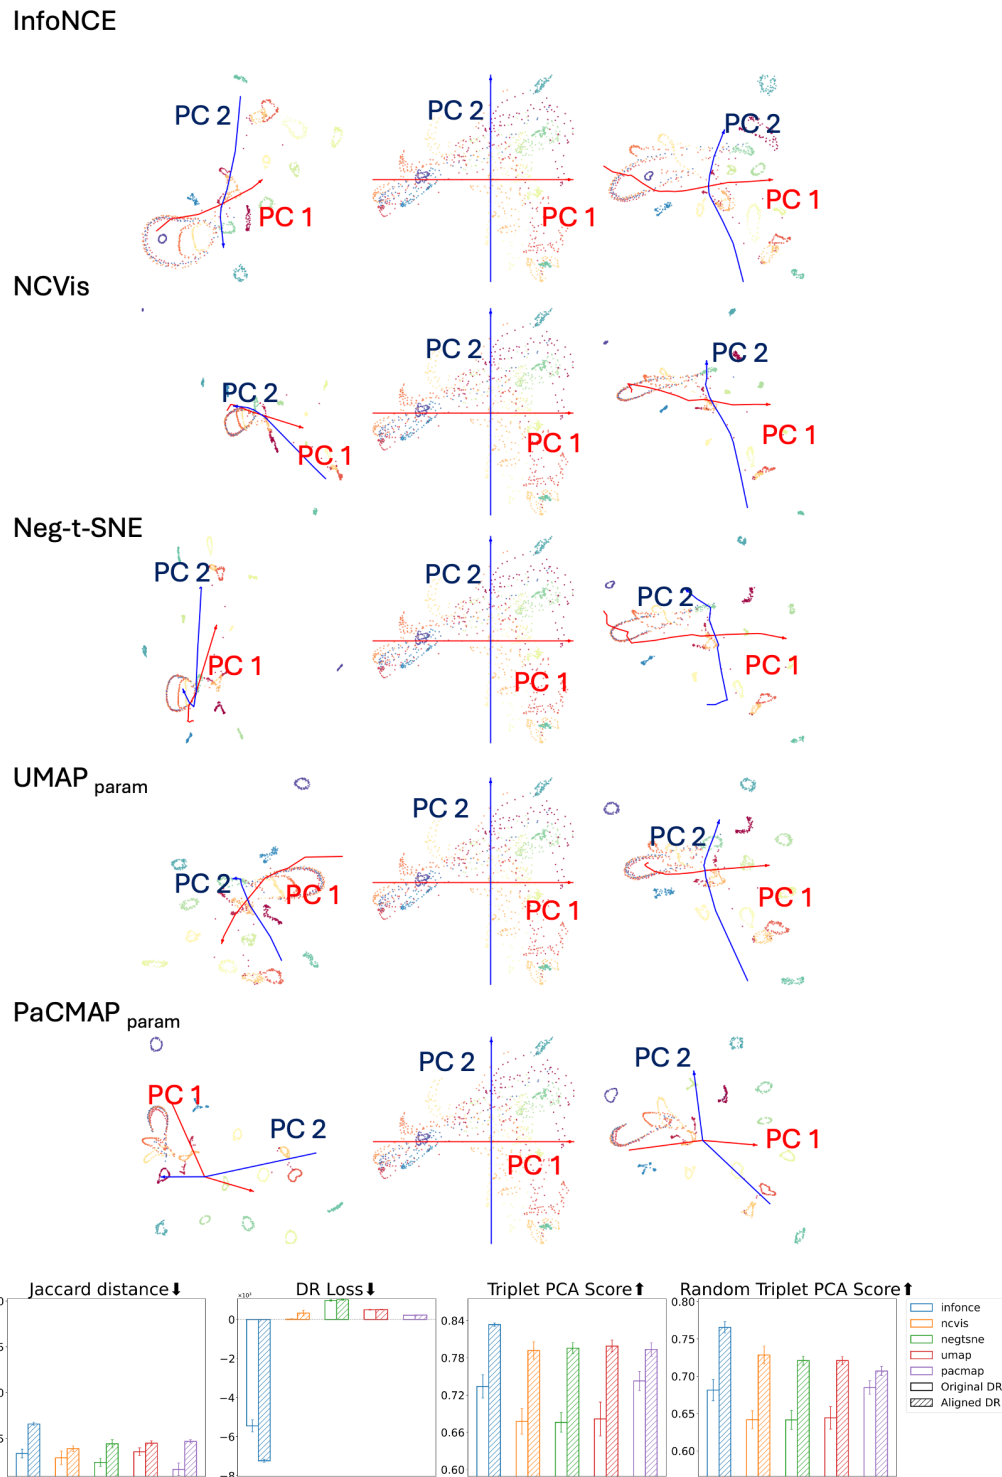 InfoNCE
PC 2 PC 2 PC 2
PC 1 PC 1 PC 1
NCVis
PC 2 PC 2 PC 2
PC 1 PC 1 PC 1
Neg-t-SNE
PC 2 PC 2 PC 2
PC 1 PC 1 PC 1
UMAP param
PC 2 PC 2 PC 2
PC 1 PC 1 PC 1
PaCMAP param
PC 1 PC 2 PC 2 PC 2
PC 1 PC 1
Jaccard distance⬇ DR Loss⬇ Triplet PCA Score⬆ Random Triplet PCA Score⬆
0
5
0
5
0
−2
−4
−6
−8
0.84
0.78
0.72
0.66
0.60
0.80
0.75
0.70
0.65
0.60
infonce
ncvis
negtsne
umap
pacmap
Original DR
Aligned DR